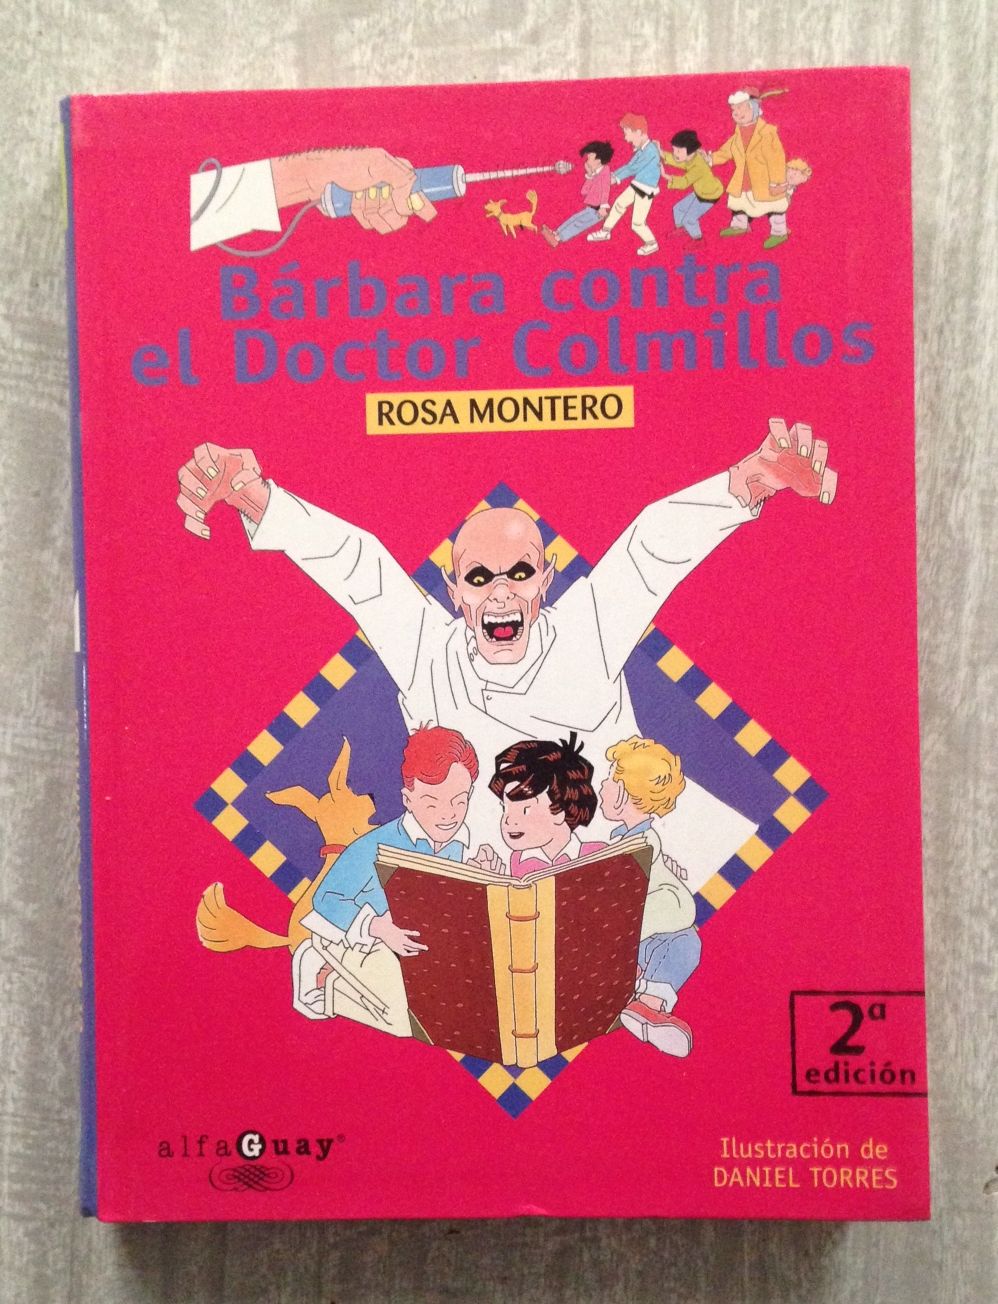 Bárbara contra
el Doctor Colmillos
ROSA MONTERO
2ª
edición
alfaGuay®
Ilustración de
DANIEL TORRES